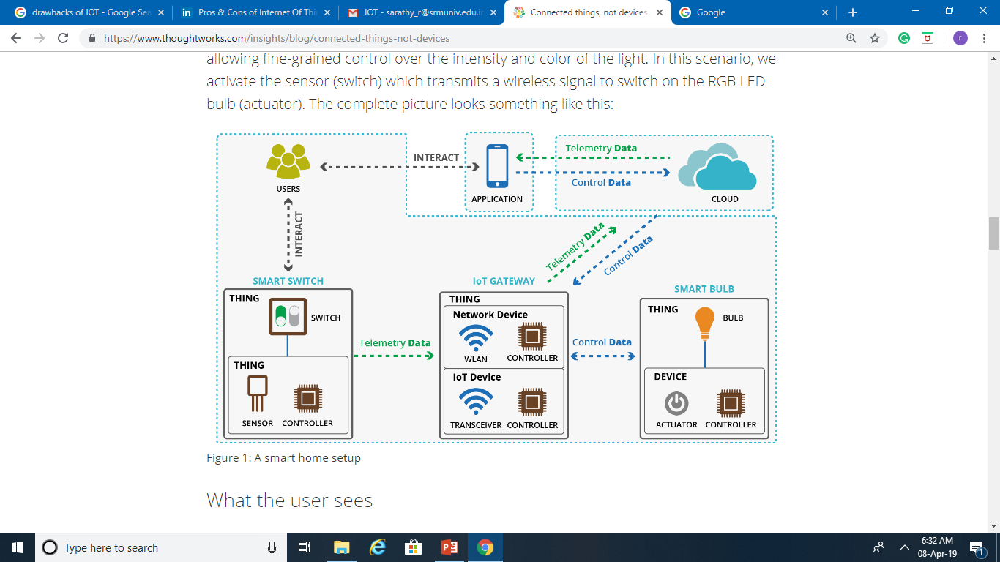 drawbacks of IOT - Google Sea
Pros & Cons of Internet Of Thin
IOT - sarathy_r@srmuniv.edu.in
Connected things, not devices
Google
https://www.thoughtworks.com/insights/blog/connected-things-not-devices
r
allowing fine-grained control over the intensity and color of the light. In this scenario, we
activate the sensor (switch) which transmits a wireless signal to switch on the RGB LED
bulb (actuator). The complete picture looks something like this:
USERS
INTERACT
APPLICATION
Telemetry Data
Control Data
CLOUD
INTERACT
Telemetry Data
Control Data
SMART SWITCH
THING
SWITCH
THING
SENSOR
CONTROLLER
Telemetry Data
IoT GATEWAY
THING
Network Device
WLAN
CONTROLLER
IoT Device
TRANSCEIVER
CONTROLLER
Control Data
SMART BULB
THING
BULB
DEVICE
ACTUATOR
CONTROLLER
Figure 1: A smart home setup
What the user sees
Type here to search
6:32 AM
08-Apr-19
1